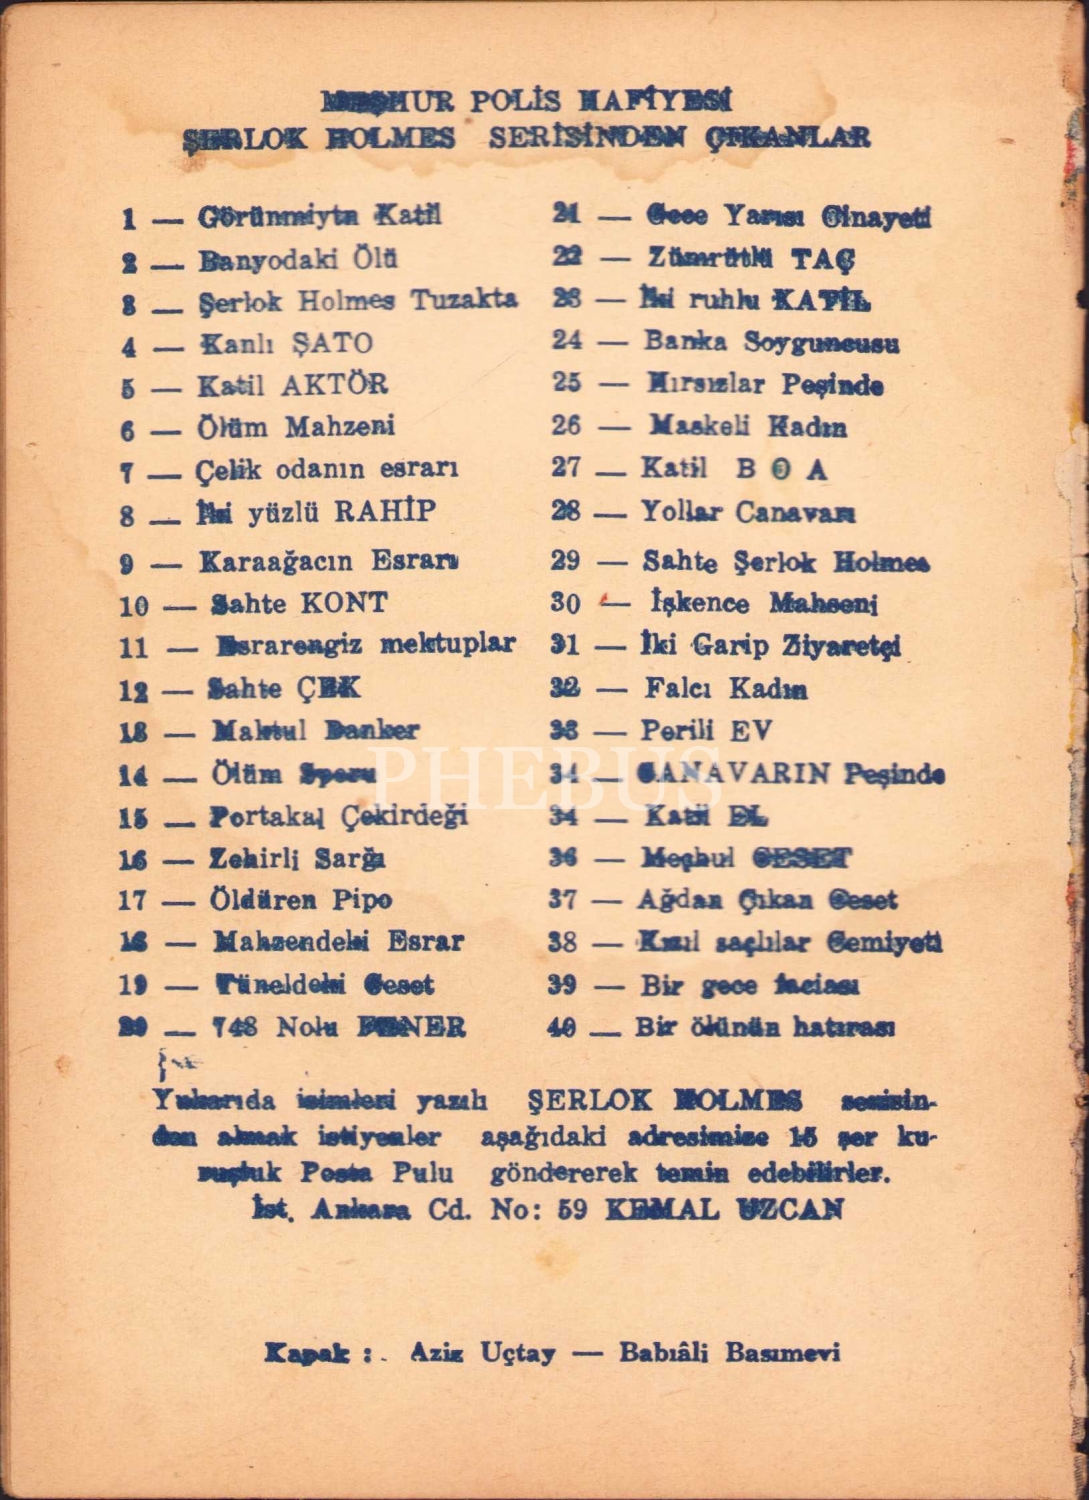 MEŞHUR POLİS HAFİYESİ
ŞERLOK HOLMES SERİSİNDEN ÇIKANLAR
1 — Görünmiyen Katil
2 — Banyodaki Ölü
3 — Şerlok Holmes Tuzakta
4 — Kanlı ŞATO
5 — Katil AKTÖR
6 — Ölüm Mahzeni
7 — Çelik odanın esrarı
8 — İki yüzlü RAHİP
9 — Karaağacın Esrarı
10 — Sahte KONT
11 — Esrarengiz mektuplar
12 — Sahte ÇEK
13 — Maktul Banker
14 — Ölüm Sporu
15 — Portakal Çekirdeği
16 — Zehirli Sargı
17 — Öldüren Pipo
18 — Mahzendeki Esrar
19 — Tüneldeki Ceset
20 — 748 Nolu FENER
21 — Gece Yarısı Cinayeti
22 — Zümrütlü TAÇ
23 — İki ruhlu KATİL
24 — Banka Soyguncusu
25 — Hırsızlar Peşinde
26 — Maskeli Kadın
27 — Katil B O A
28 — Yollar Canavarı
29 — Sahte Şerlok Holmes
30 — İşkence Mahseni
31 — İki Garip Ziyaretçi
32 — Falcı Kadın
33 — Perili EV
34 — CANAVARIN Peşinde
34 — Katil EL
36 — Meçhul CESET
37 — Ağdan Çıkan Ceset
38 — Kızıl saçlılar Cemiyeti
39 — Bir gece faciası
40 — Bir ölünün hatırası
Yukarıda isimleri yazılı ŞERLOK HOLMES serisin-
den almak istiyenler aşağıdaki adresimize 15 şer ku-
ruşluk Posta Pulu göndererek temin edebilirler.
İst. Ankara Cd. No: 59 KEMAL UZCAN
Kapak : Aziz Uçtay — Babıâli Basımevi
PHEBUS